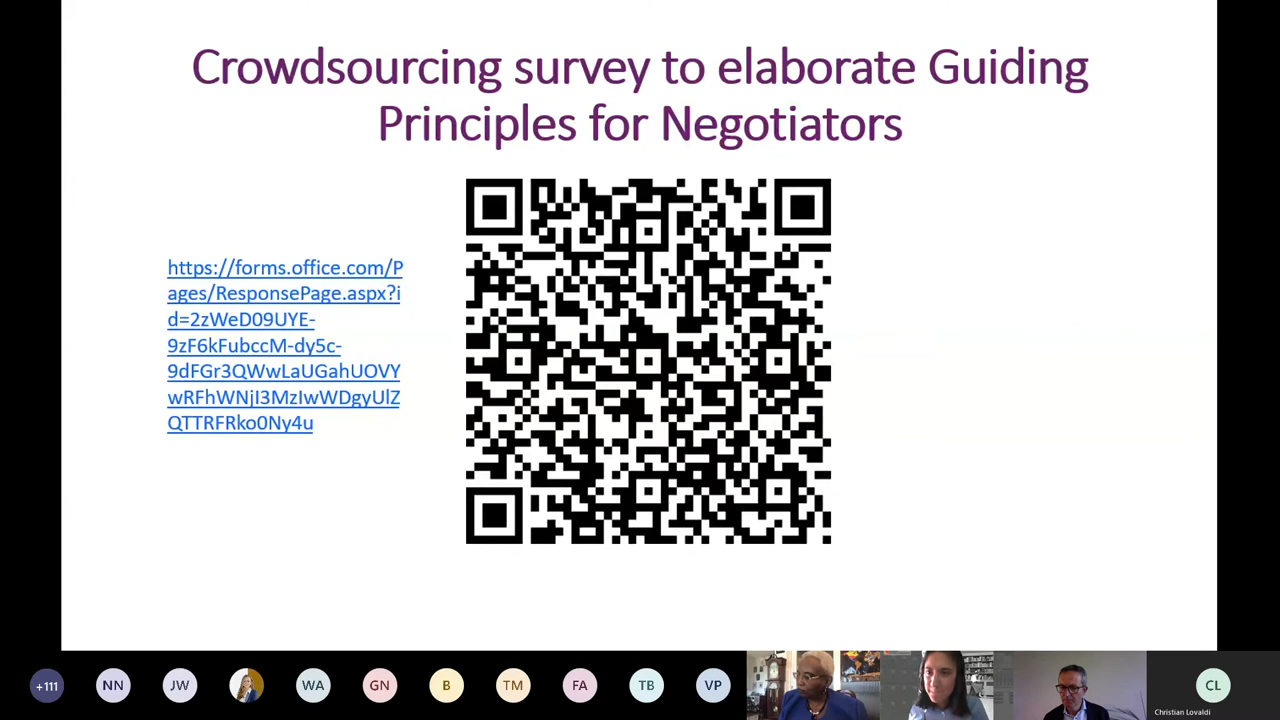 Crowdsourcing survey to elaborate Guiding
Principles for Negotiators
https://forms.office.com/P
ages/ResponsePage.aspx?i
d=2zWeD09UYE-
9zF6kFubccM-dy5c-
9dFGr3QWwLaUGahUOVY
wRFhWNjI3MzIwWDgyUlZ
QTTRFRko0Ny4u
+111
NN
JW
WA
GN
B
TM
FA
TB
VP
CL
Christian Lovaldi